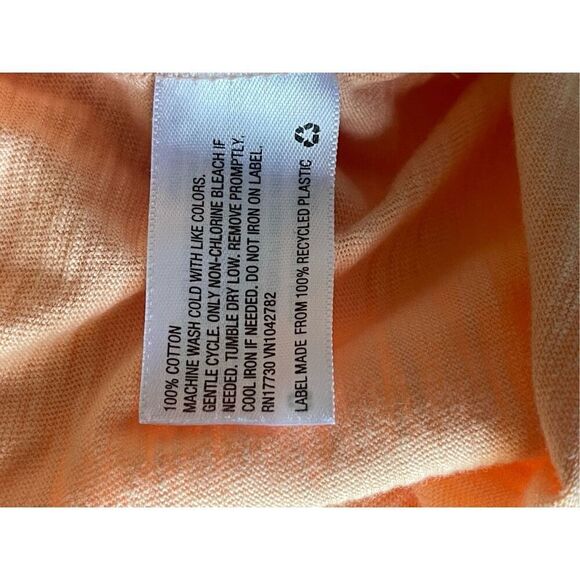 100% COTTON
MACHINE WASH COLD WITH LIKE COLORS.
GENTLE CYCLE. ONLY NON-CHLORINE BLEACH IF
NEEDED. TUMBLE DRY LOW. REMOVE PROMPTLY.
COOL IRON IF NEEDED. DO NOT IRON ON LABEL.
RN17730 VN1042782
LABEL MADE FROM 100% RECYCLED PLASTIC